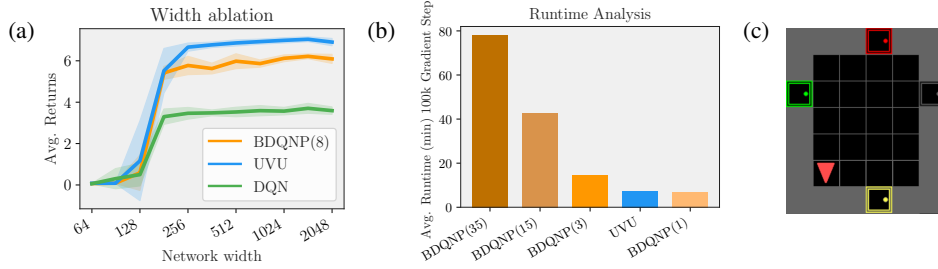 (a)
Width ablation
Avg. Returns
6
4
2
0
BDQNP(8)
UVU
DQN
64
128
256
512
1024
2048
Network width
(b)
Runtime Analysis
Avg. Runtime (min) 100k Gradient Step
80
60
40
20
0
BDQNP(35)
BDQNP(15)
BDQNP(3)
UVU
BDQNP(1)
(c)